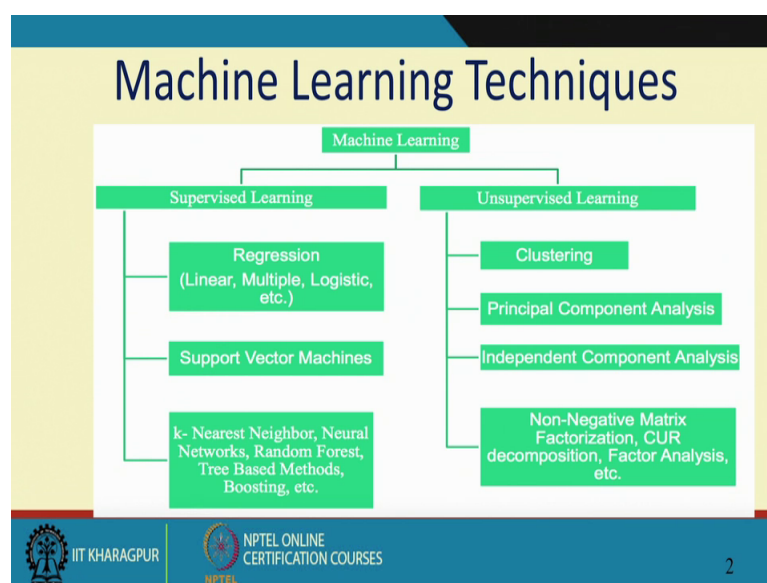 Machine Learning Techniques
Machine Learning
Supervised Learning
Unsupervised Learning
Regression
(Linear, Multiple, Logistic,
etc.)
Support Vector Machines
k- Nearest Neighbor, Neural
Networks, Random Forest,
Tree Based Methods,
Boosting, etc.
Clustering
Principal Component Analysis
Independent Component Analysis
Non-Negative Matrix
Factorization, CUR
decomposition, Factor Analysis,
etc.
IIT KHARAGPUR
NPTEL
NPTEL ONLINE
CERTIFICATION COURSES
2